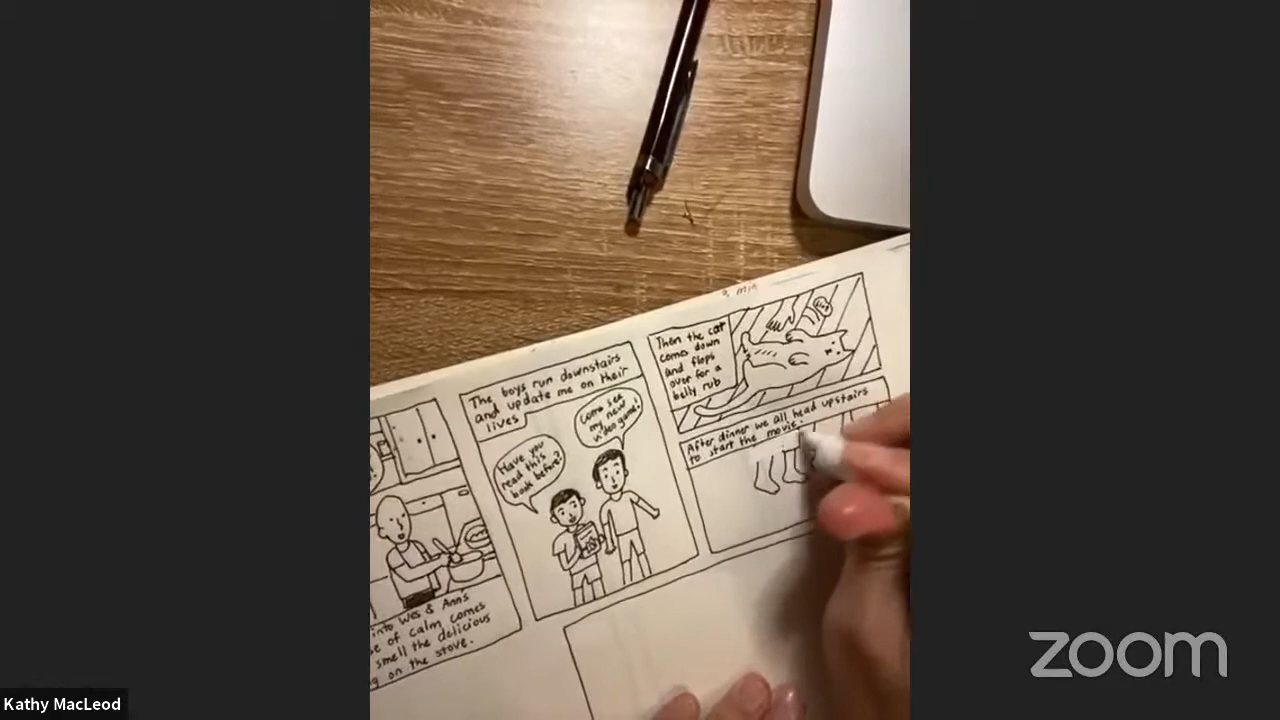 9 min
The boys run downstairs
and update me on their
lives
Have you
read this
book before?
Come see
my new
video game!
Then the cat
comes down
and flops
over for a
belly rub
After dinner we all head upstairs
to start the movie.
into Wes & Ann's
of calm comes
smell the delicious
on the stove.
Kathy MacLeod
zoom